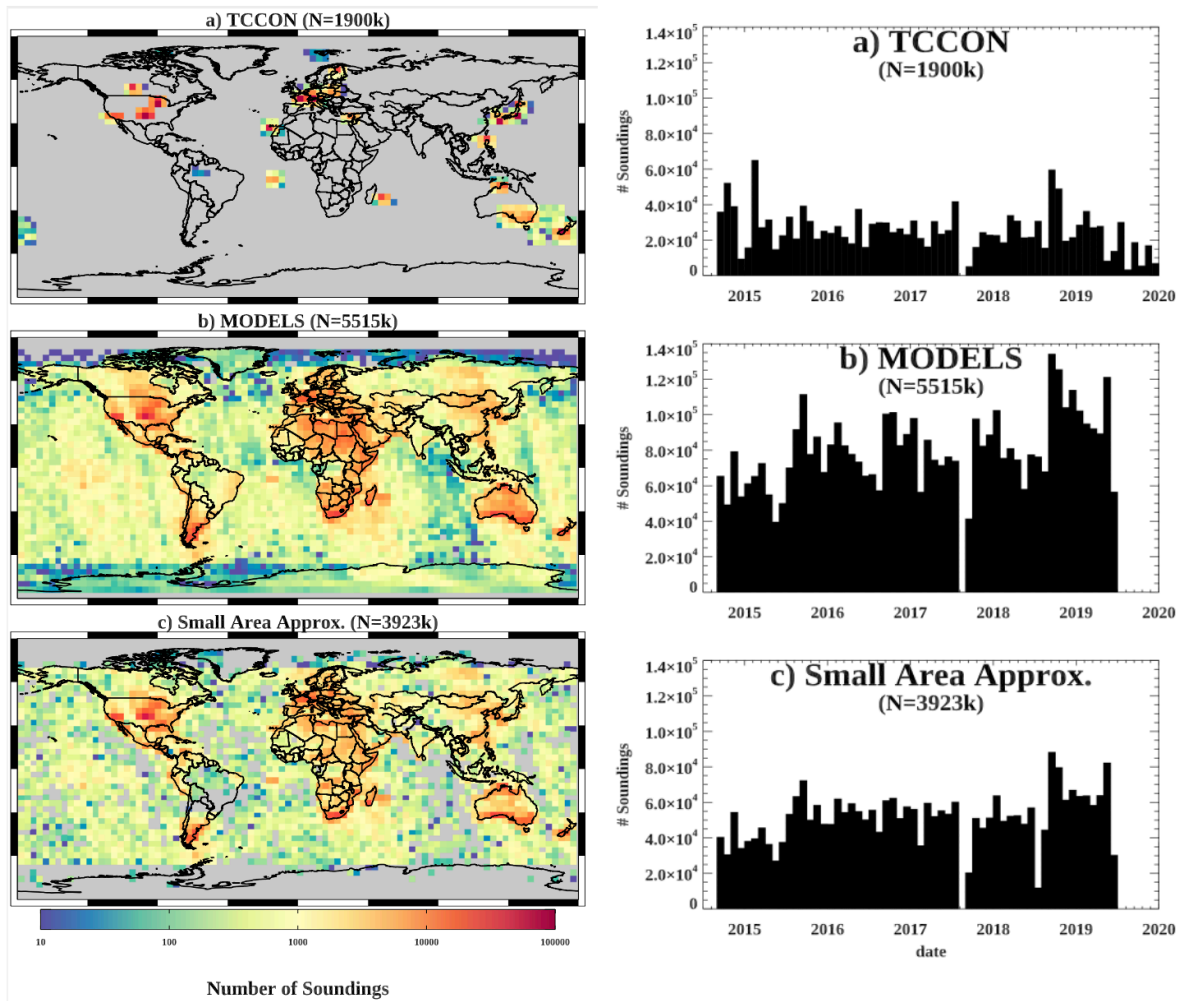 a) TCCON (N=1900k)
b) MODELS (N=5515k)
c) Small Area Approx. (N=3923k)
10 100 1000 10000 100000
Number of Soundings
a) TCCON
(N=1900k)
1.4×10⁵
1.2×10⁵
1.0×10⁵
8.0×10⁴
6.0×10⁴
4.0×10⁴
2.0×10⁴
0
# Soundings
2015 2016 2017 2018 2019 2020
b) MODELS
(N=5515k)
1.4×10⁵
1.2×10⁵
1.0×10⁵
8.0×10⁴
6.0×10⁴
4.0×10⁴
2.0×10⁴
0
# Soundings
2015 2016 2017 2018 2019 2020
c) Small Area Approx.
(N=3923k)
1.4×10⁵
1.2×10⁵
1.0×10⁵
8.0×10⁴
6.0×10⁴
4.0×10⁴
2.0×10⁴
0
# Soundings
2015 2016 2017 2018 2019 2020
date